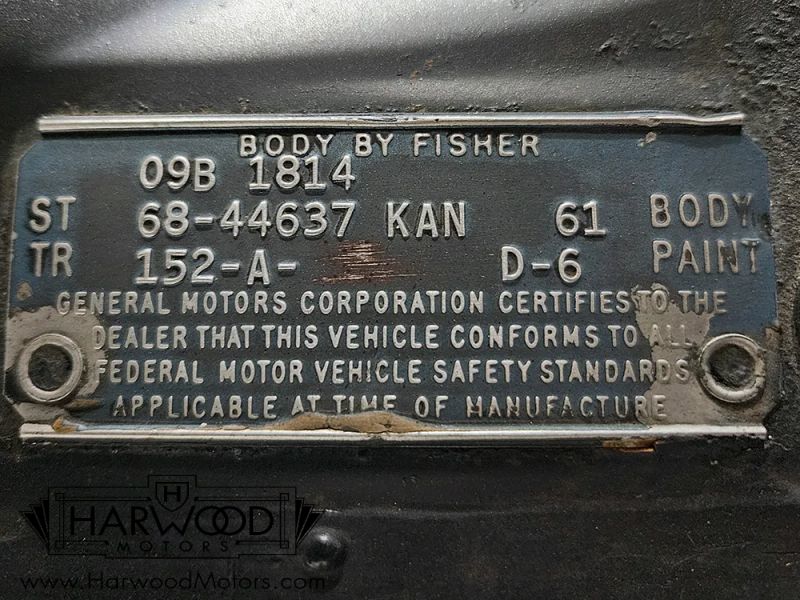 BODY BY FISHER
09B 1814
ST 68-44637 KAN 61 BODY
TR 152-A- D-6 PAINT
GENERAL MOTORS CORPORATION CERTIFIES TO THE
DEALER THAT THIS VEHICLE CONFORMS TO ALL
FEDERAL MOTOR VEHICLE SAFETY STANDARDS
APPLICABLE AT TIME OF MANUFACTURE
H
HARWOOD
MOTORS
www.HarwoodMotors.com